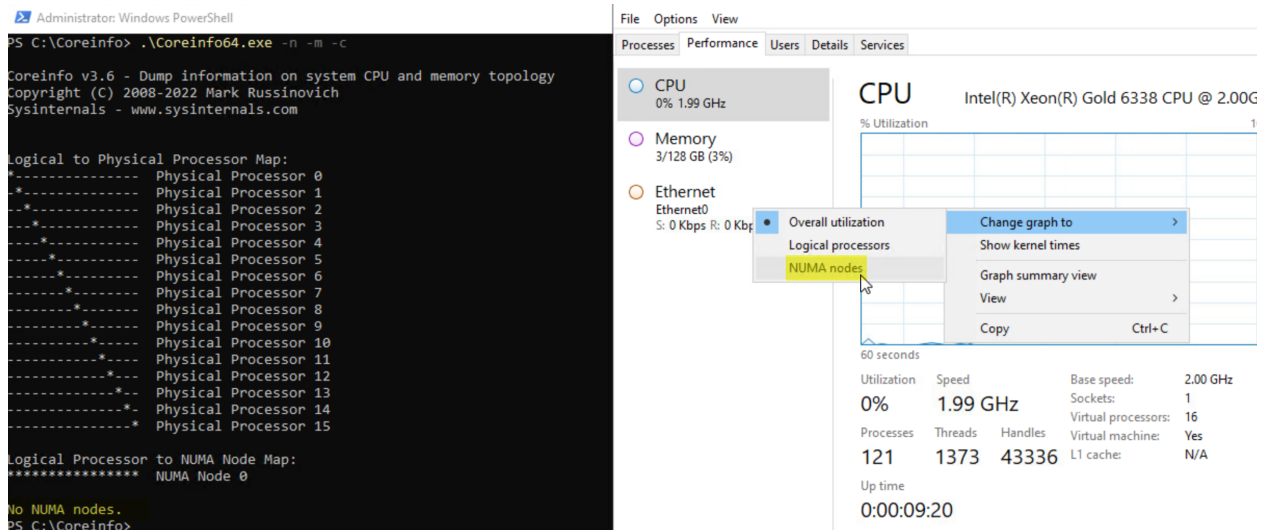 Administrator: Windows PowerShell
PS C:\Coreinfo> .\Coreinfo64.exe -n -m -c
Coreinfo v3.6 - Dump information on system CPU and memory topology
Copyright (C) 2008-2022 Mark Russinovich
Sysinternals - www.sysinternals.com
Logical to Physical Processor Map:
*--------------- Physical Processor 0
-*-------------- Physical Processor 1
--*------------- Physical Processor 2
---*------------ Physical Processor 3
----*----------- Physical Processor 4
-----*---------- Physical Processor 5
------*--------- Physical Processor 6
-------*-------- Physical Processor 7
--------*------- Physical Processor 8
---------*------ Physical Processor 9
----------*----- Physical Processor 10
-----------*---- Physical Processor 11
------------*--- Physical Processor 12
-------------*-- Physical Processor 13
--------------*- Physical Processor 14
---------------* Physical Processor 15
Logical Processor to NUMA Node Map:
**************** NUMA Node 0
No NUMA nodes.
PS C:\Coreinfo>
File Options View
Processes Performance Users Details Services
CPU
0% 1.99 GHz
Memory
3/128 GB (3%)
Ethernet
Ethernet0
S: 0 Kbps R: 0 Kbp
CPU Intel(R) Xeon(R) Gold 6338 CPU @ 2.00G
% Utilization
Overall utilization
Logical processors
NUMA nodes
Change graph to
Show kernel times
Graph summary view
View
Copy Ctrl+C
60 seconds
Utilization Speed
0% 1.99 GHz
Processes Threads Handles
121 1373 43336
Up time
0:00:09:20
Base speed: 2.00 GHz
Sockets: 1
Virtual processors: 16
Virtual machine: Yes
L1 cache: N/A